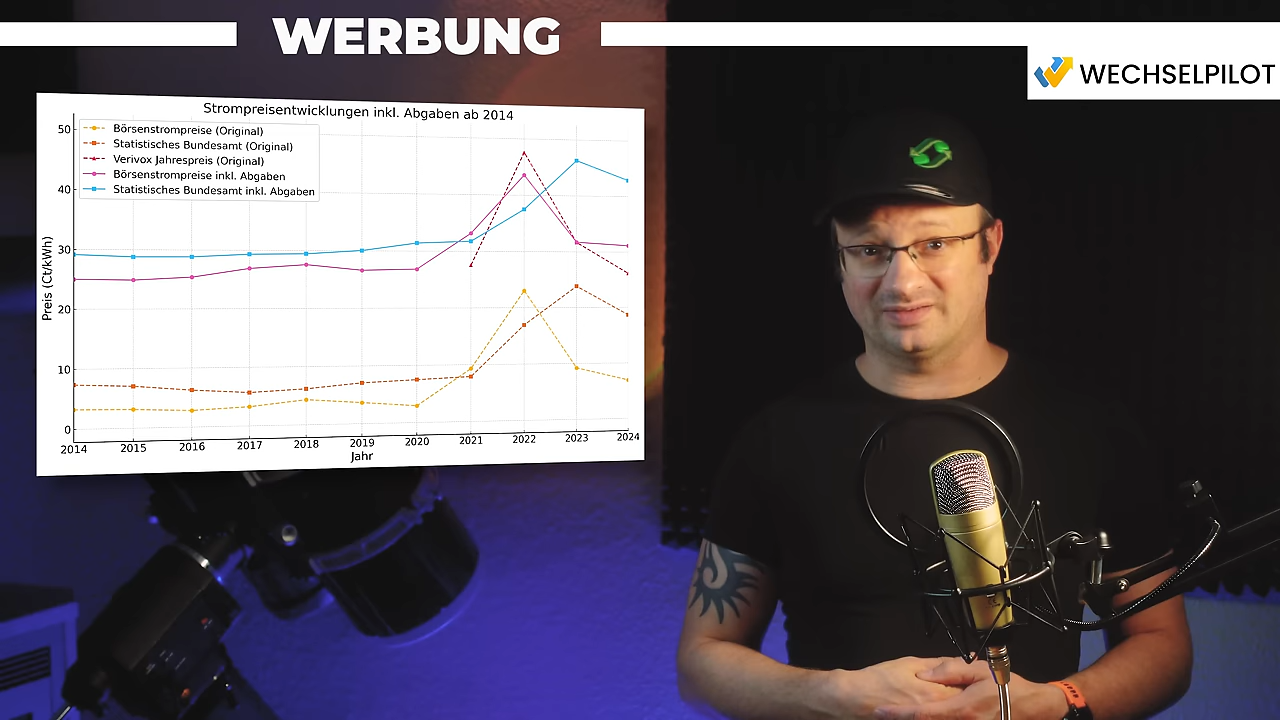 WERBUNG
WECHSELPILOT
Strompreisentwicklungen inkl. Abgaben ab 2014
Börsenstrompreise (Original)
Statistisches Bundesamt (Original)
Verivox Jahrespreis (Original)
Börsenstrompreise inkl. Abgaben
Statistisches Bundesamt inkl. Abgaben
Preis (Ct/kWh)
50
40
30
20
10
0
2014 2015 2016 2017 2018 2019 2020 2021 2022 2023 2024
Jahr